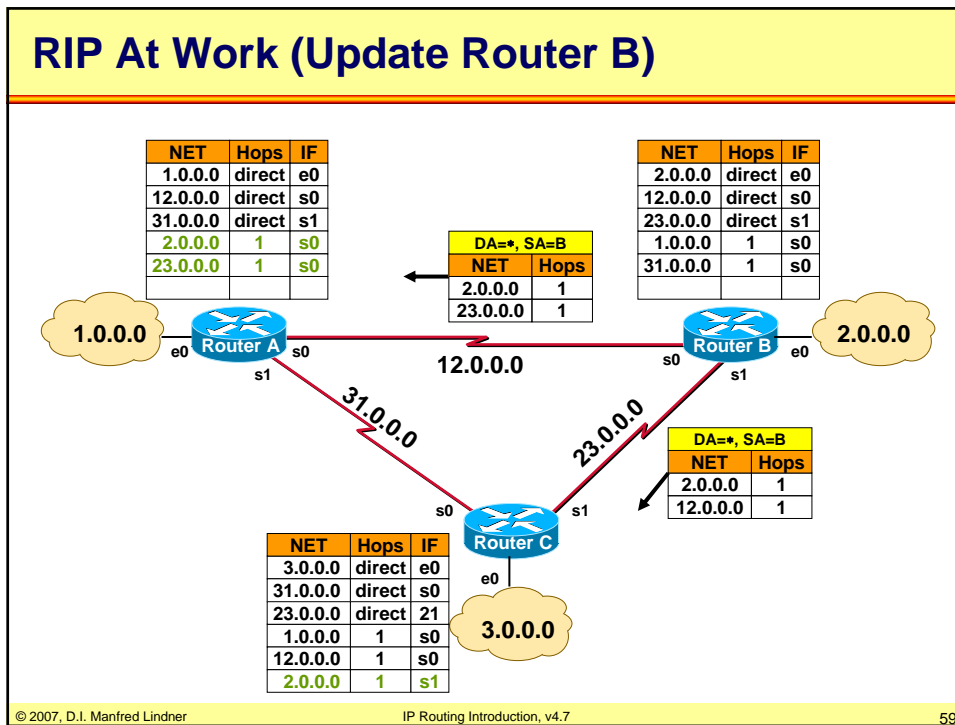 RIP At Work (Update Router B)
NET Hops IF
1.0.0.0 direct e0
12.0.0.0 direct s0
31.0.0.0 direct s1
2.0.0.0 1 s0
23.0.0.0 1 s0
NET Hops IF
2.0.0.0 direct e0
12.0.0.0 direct s0
23.0.0.0 direct s1
1.0.0.0 1 s0
31.0.0.0 1 s0
DA=*, SA=B
NET Hops
2.0.0.0 1
23.0.0.0 1
1.0.0.0
e0
Router A
s0
s1
12.0.0.0
s0
Router B
e0
s1
2.0.0.0
31.0.0.0
23.0.0.0
DA=*, SA=B
NET Hops
2.0.0.0 1
12.0.0.0 1
s0
s1
Router C
e0
3.0.0.0
NET Hops IF
3.0.0.0 direct e0
31.0.0.0 direct s0
23.0.0.0 direct 21
1.0.0.0 1 s0
12.0.0.0 1 s0
2.0.0.0 1 s1
© 2007, D.I. Manfred Lindner
IP Routing Introduction, v4.7
59